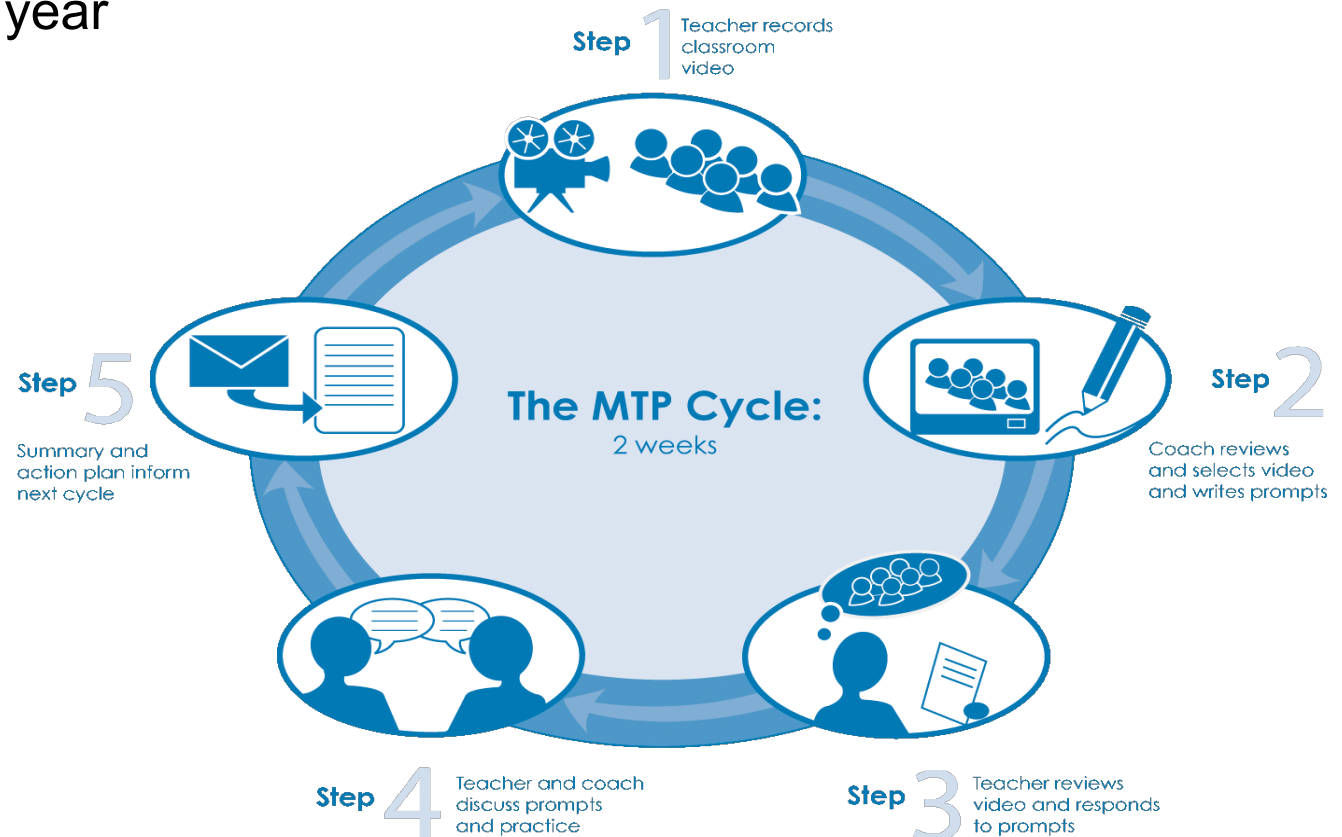 year
Step 1
Teacher records
classroom
video
The MTP Cycle:
2 weeks
Step 2
Coach reviews
and selects video
and writes prompts
Step 3
Teacher reviews
video and responds
to prompts
Step 4
Teacher and coach
discuss prompts
and practice
Step 5
Summary and
action plan inform
next cycle